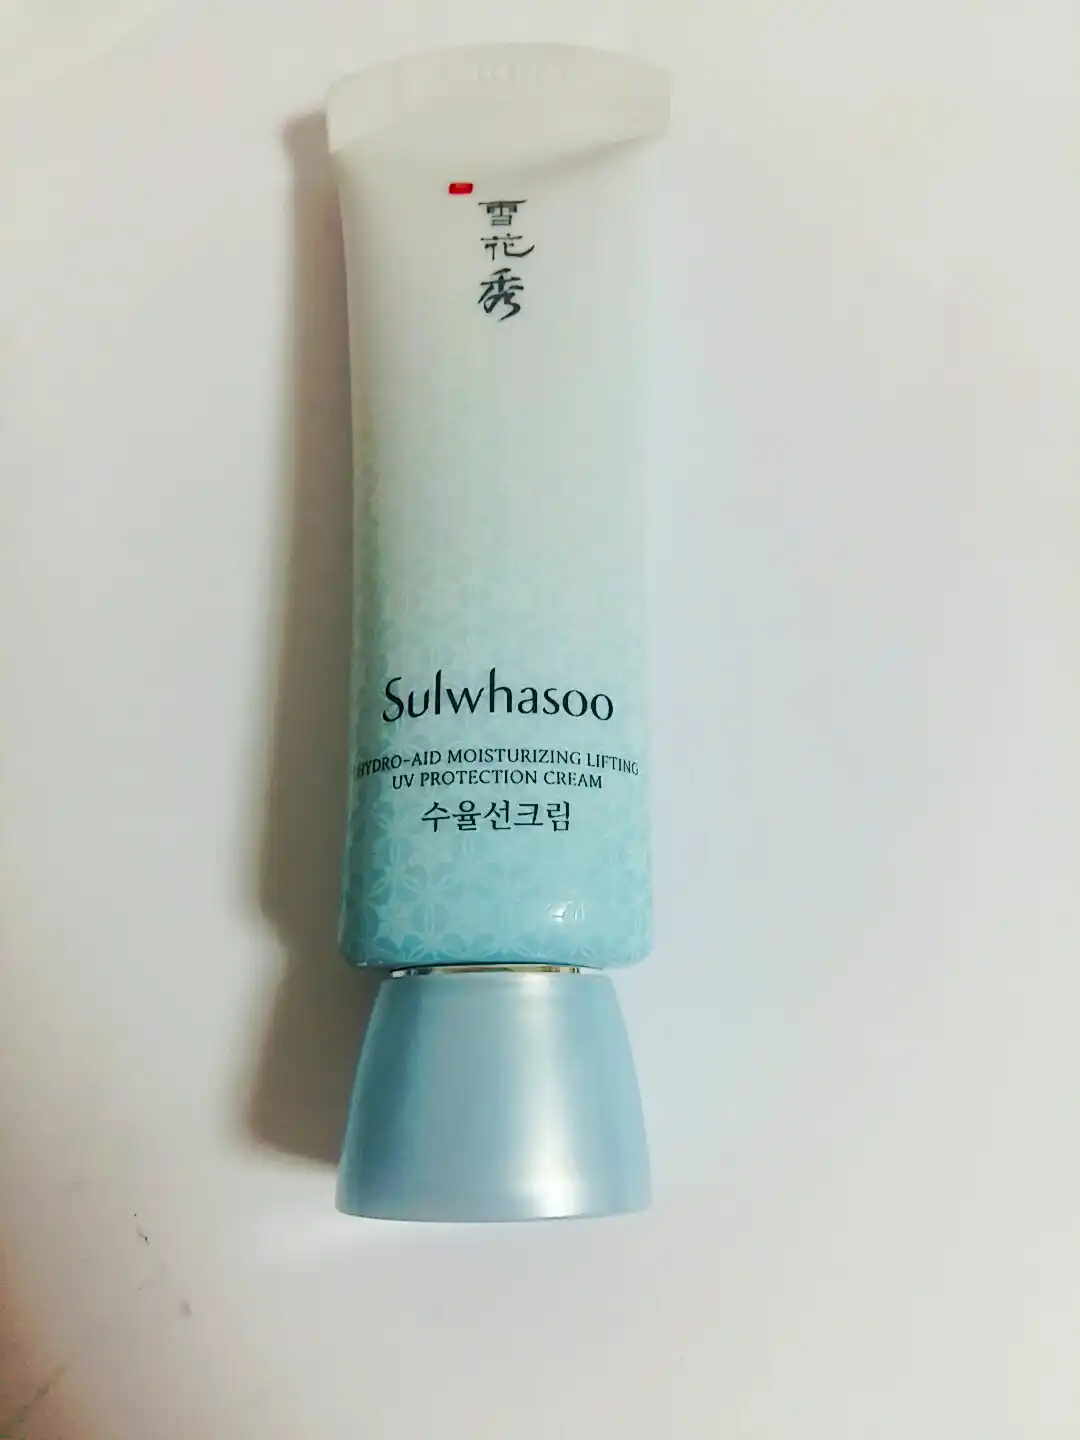 雪
花
秀
Sulwhasoo
HYDRO-AID MOISTURIZING LIFTING
UV PROTECTION CREAM
수율선크림